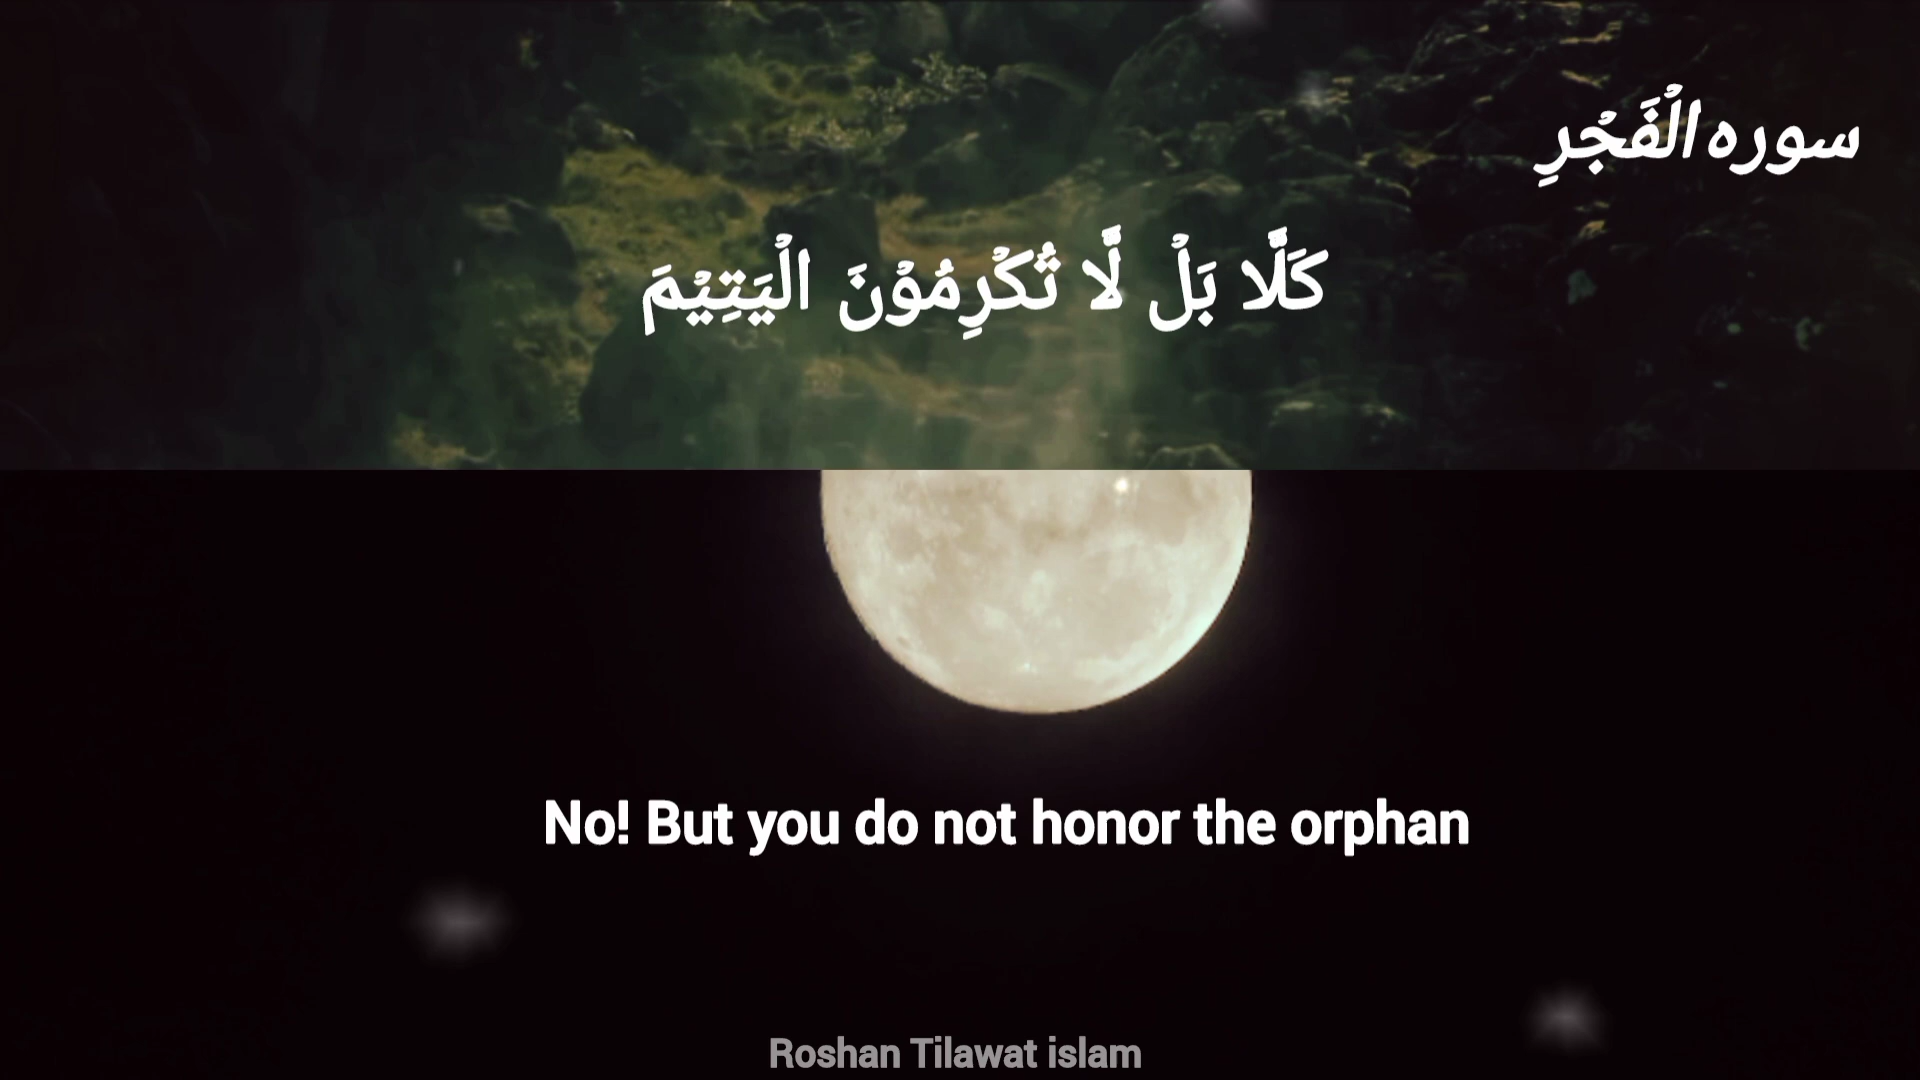 سوره الْفَجْرِ
كَلَّا بَلْ لَّا تُكْرِمُوْنَ الْيَتِيْمَ
No! But you do not honor the orphan
Roshan Tilawat islam